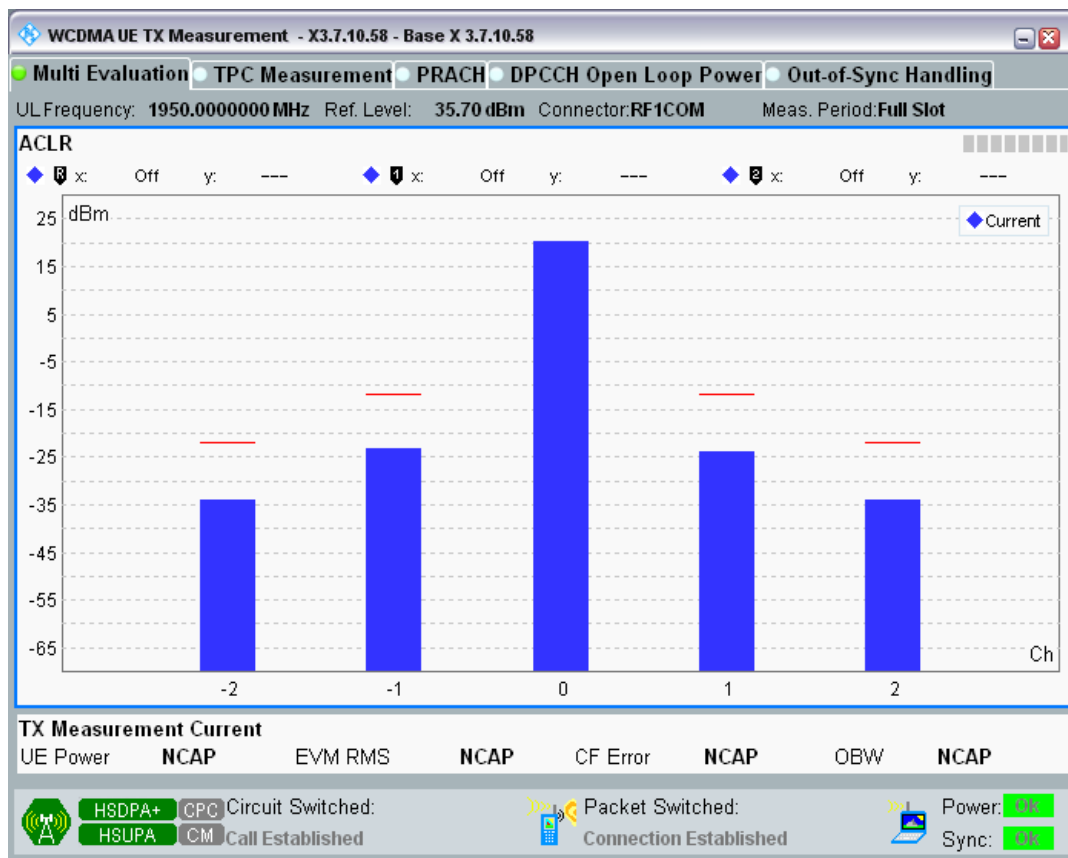 WCDMA UE TX Measurement - X3.7.10.58 - Base X 3.7.10.58
Multi Evaluation TPC Measurement PRACH DPCCH Open Loop Power Out-of-Sync Handling
UL Frequency: 1950.0000000 MHz Ref. Level: 35.70 dBm Connector:RF1COM Meas. Period:Full Slot
ACLR
R x: Off y: --- 1 x: Off y: --- 2 x: Off y: ---
dBm
Current
25
15
5
-5
-15
-25
-35
-45
-55
-65
Ch
-2 -1 0 1 2
TX Measurement Current
UE Power NCAP EVM RMS NCAP CF Error NCAP OBW NCAP
HSDPA+ CPC Circuit Switched: Packet Switched: Power: OK
HSUPA CM Call Established Connection Established Sync: OK